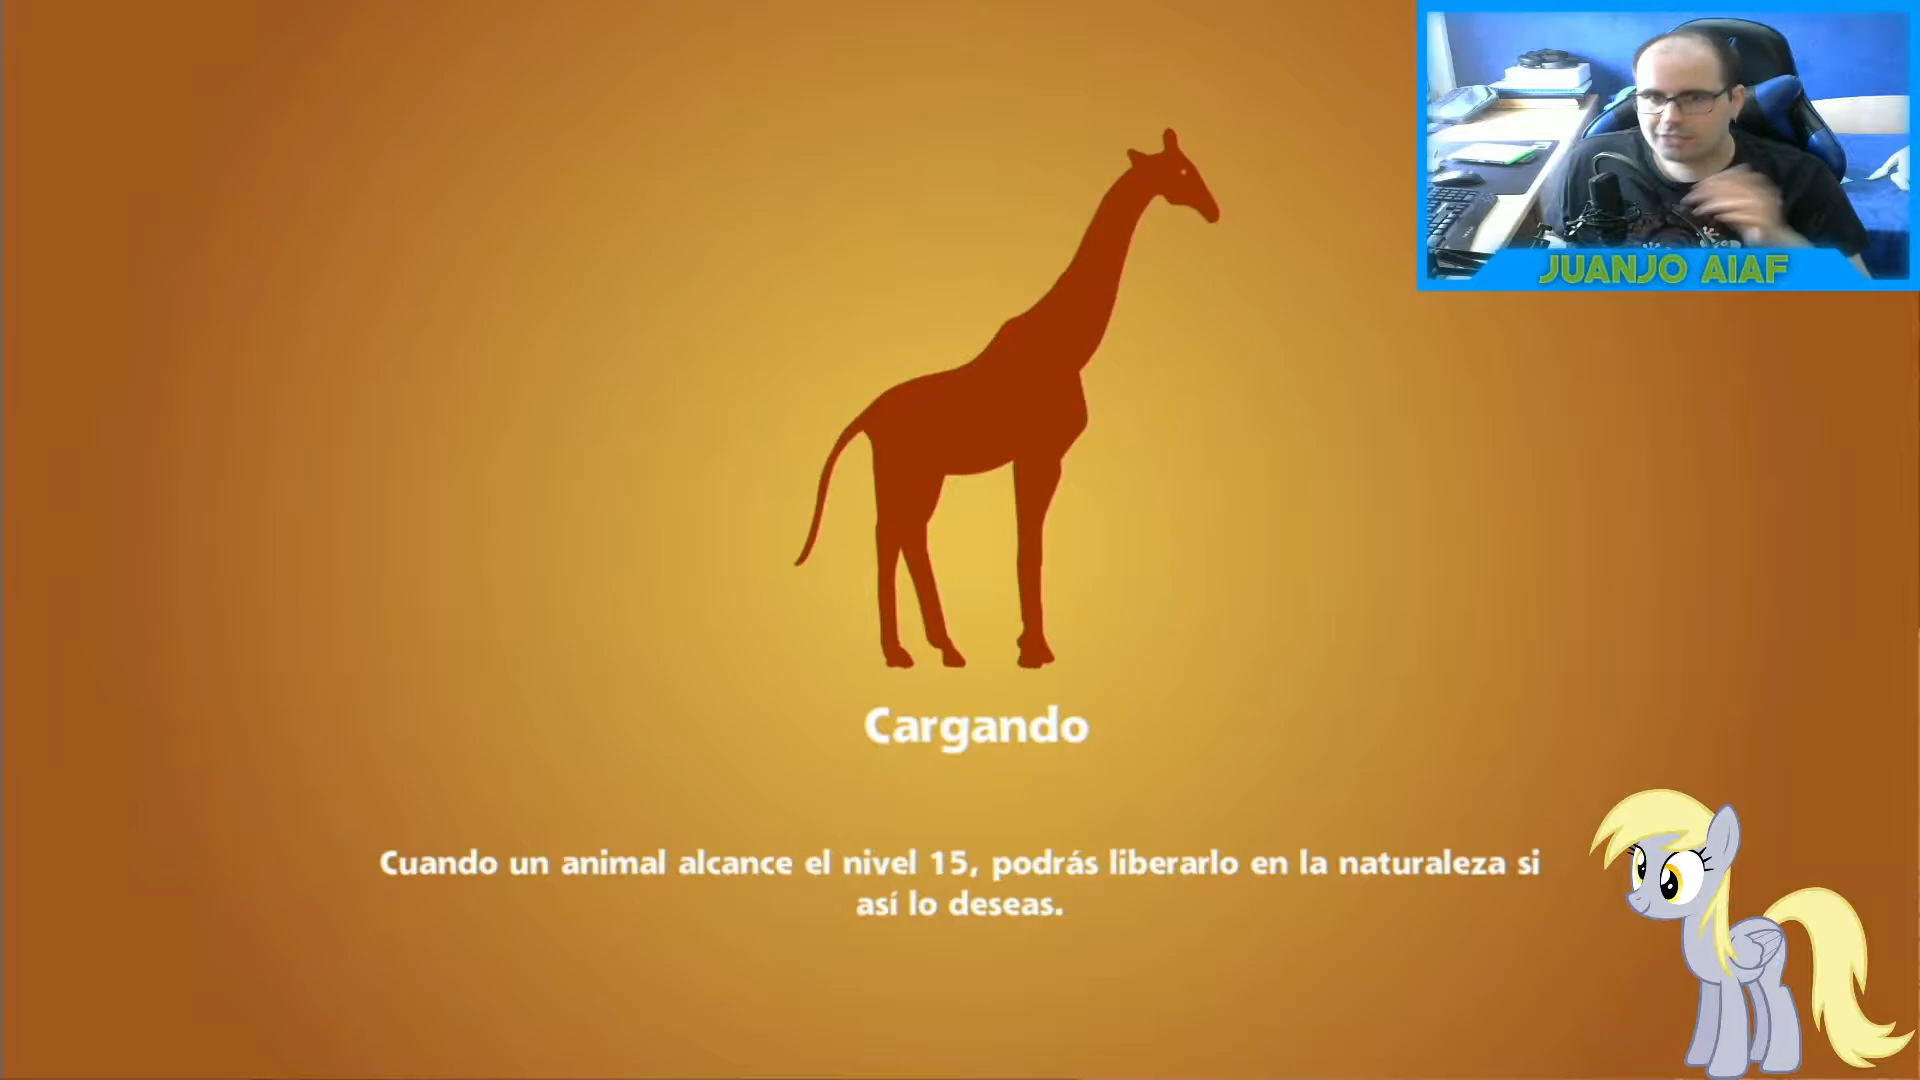 JUANJO AIAF
Cargando
Cuando un animal alcance el nivel 15, podrás liberarlo en la naturaleza si
así lo deseas.